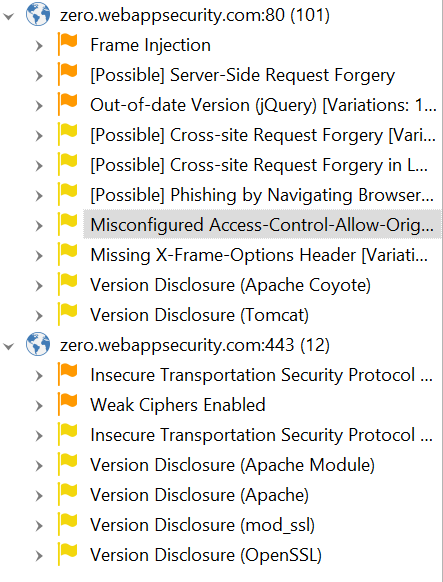 zero.webappsecurity.com:80 (101)
Frame Injection
[Possible] Server-Side Request Forgery
Out-of-date Version (jQuery) [Variations: 1...
[Possible] Cross-site Request Forgery [Vari...
[Possible] Cross-site Request Forgery in L...
[Possible] Phishing by Navigating Browser...
Misconfigured Access-Control-Allow-Orig...
Missing X-Frame-Options Header [Variati...
Version Disclosure (Apache Coyote)
Version Disclosure (Tomcat)
zero.webappsecurity.com:443 (12)
Insecure Transportation Security Protocol ...
Weak Ciphers Enabled
Insecure Transportation Security Protocol ...
Version Disclosure (Apache Module)
Version Disclosure (Apache)
Version Disclosure (mod_ssl)
Version Disclosure (OpenSSL)